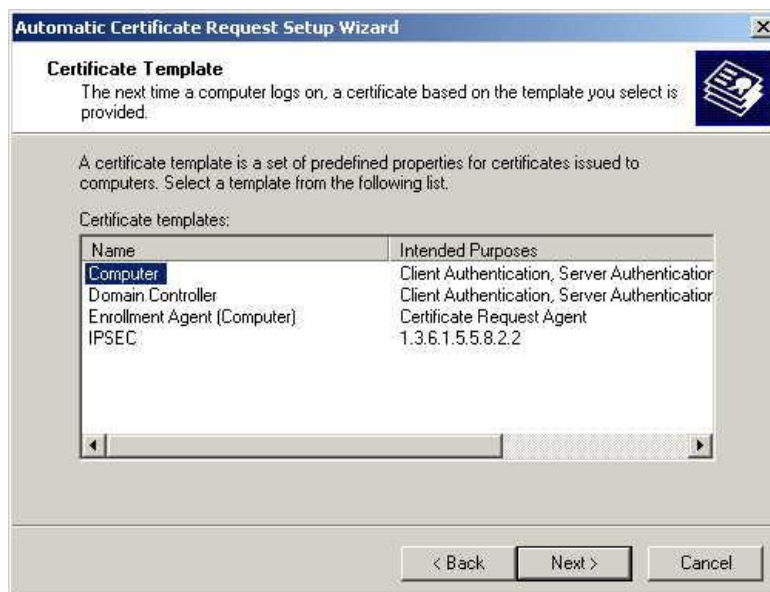 Automatic Certificate Request Setup Wizard
Certificate Template
The next time a computer logs on, a certificate based on the template you select is
provided.
A certificate template is a set of predefined properties for certificates issued to
computers. Select a template from the following list.
Certificate templates:
Name Intended Purposes
Computer Client Authentication, Server Authentication
Domain Controller Client Authentication, Server Authentication
Enrollment Agent (Computer) Certificate Request Agent
IPSEC 1.3.6.1.5.5.8.2.2
< Back Next > Cancel